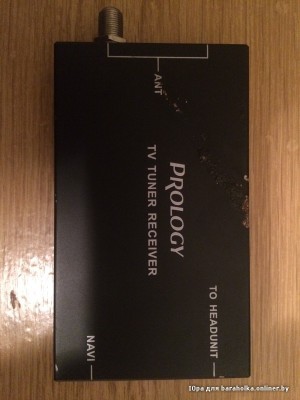 ANT
PROLOGY
TV TUNER RECEIVER
TO HEADUNIT
NAVI
Юра для baraholka.onliner.by